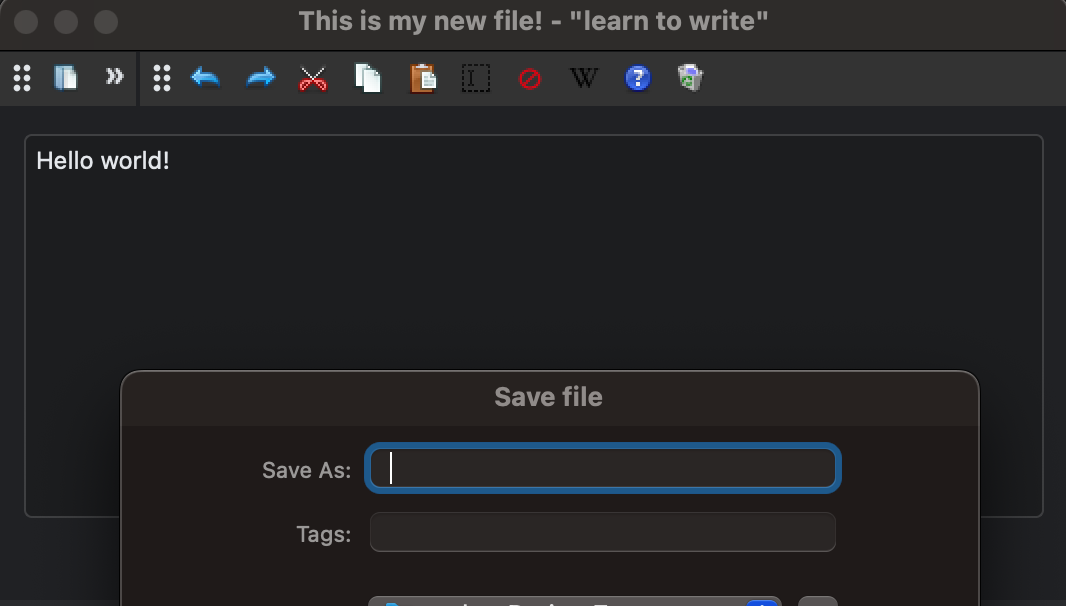 This is my new file! - "learn to write"
W
Hello world!
Save file
Save As:
Tags: